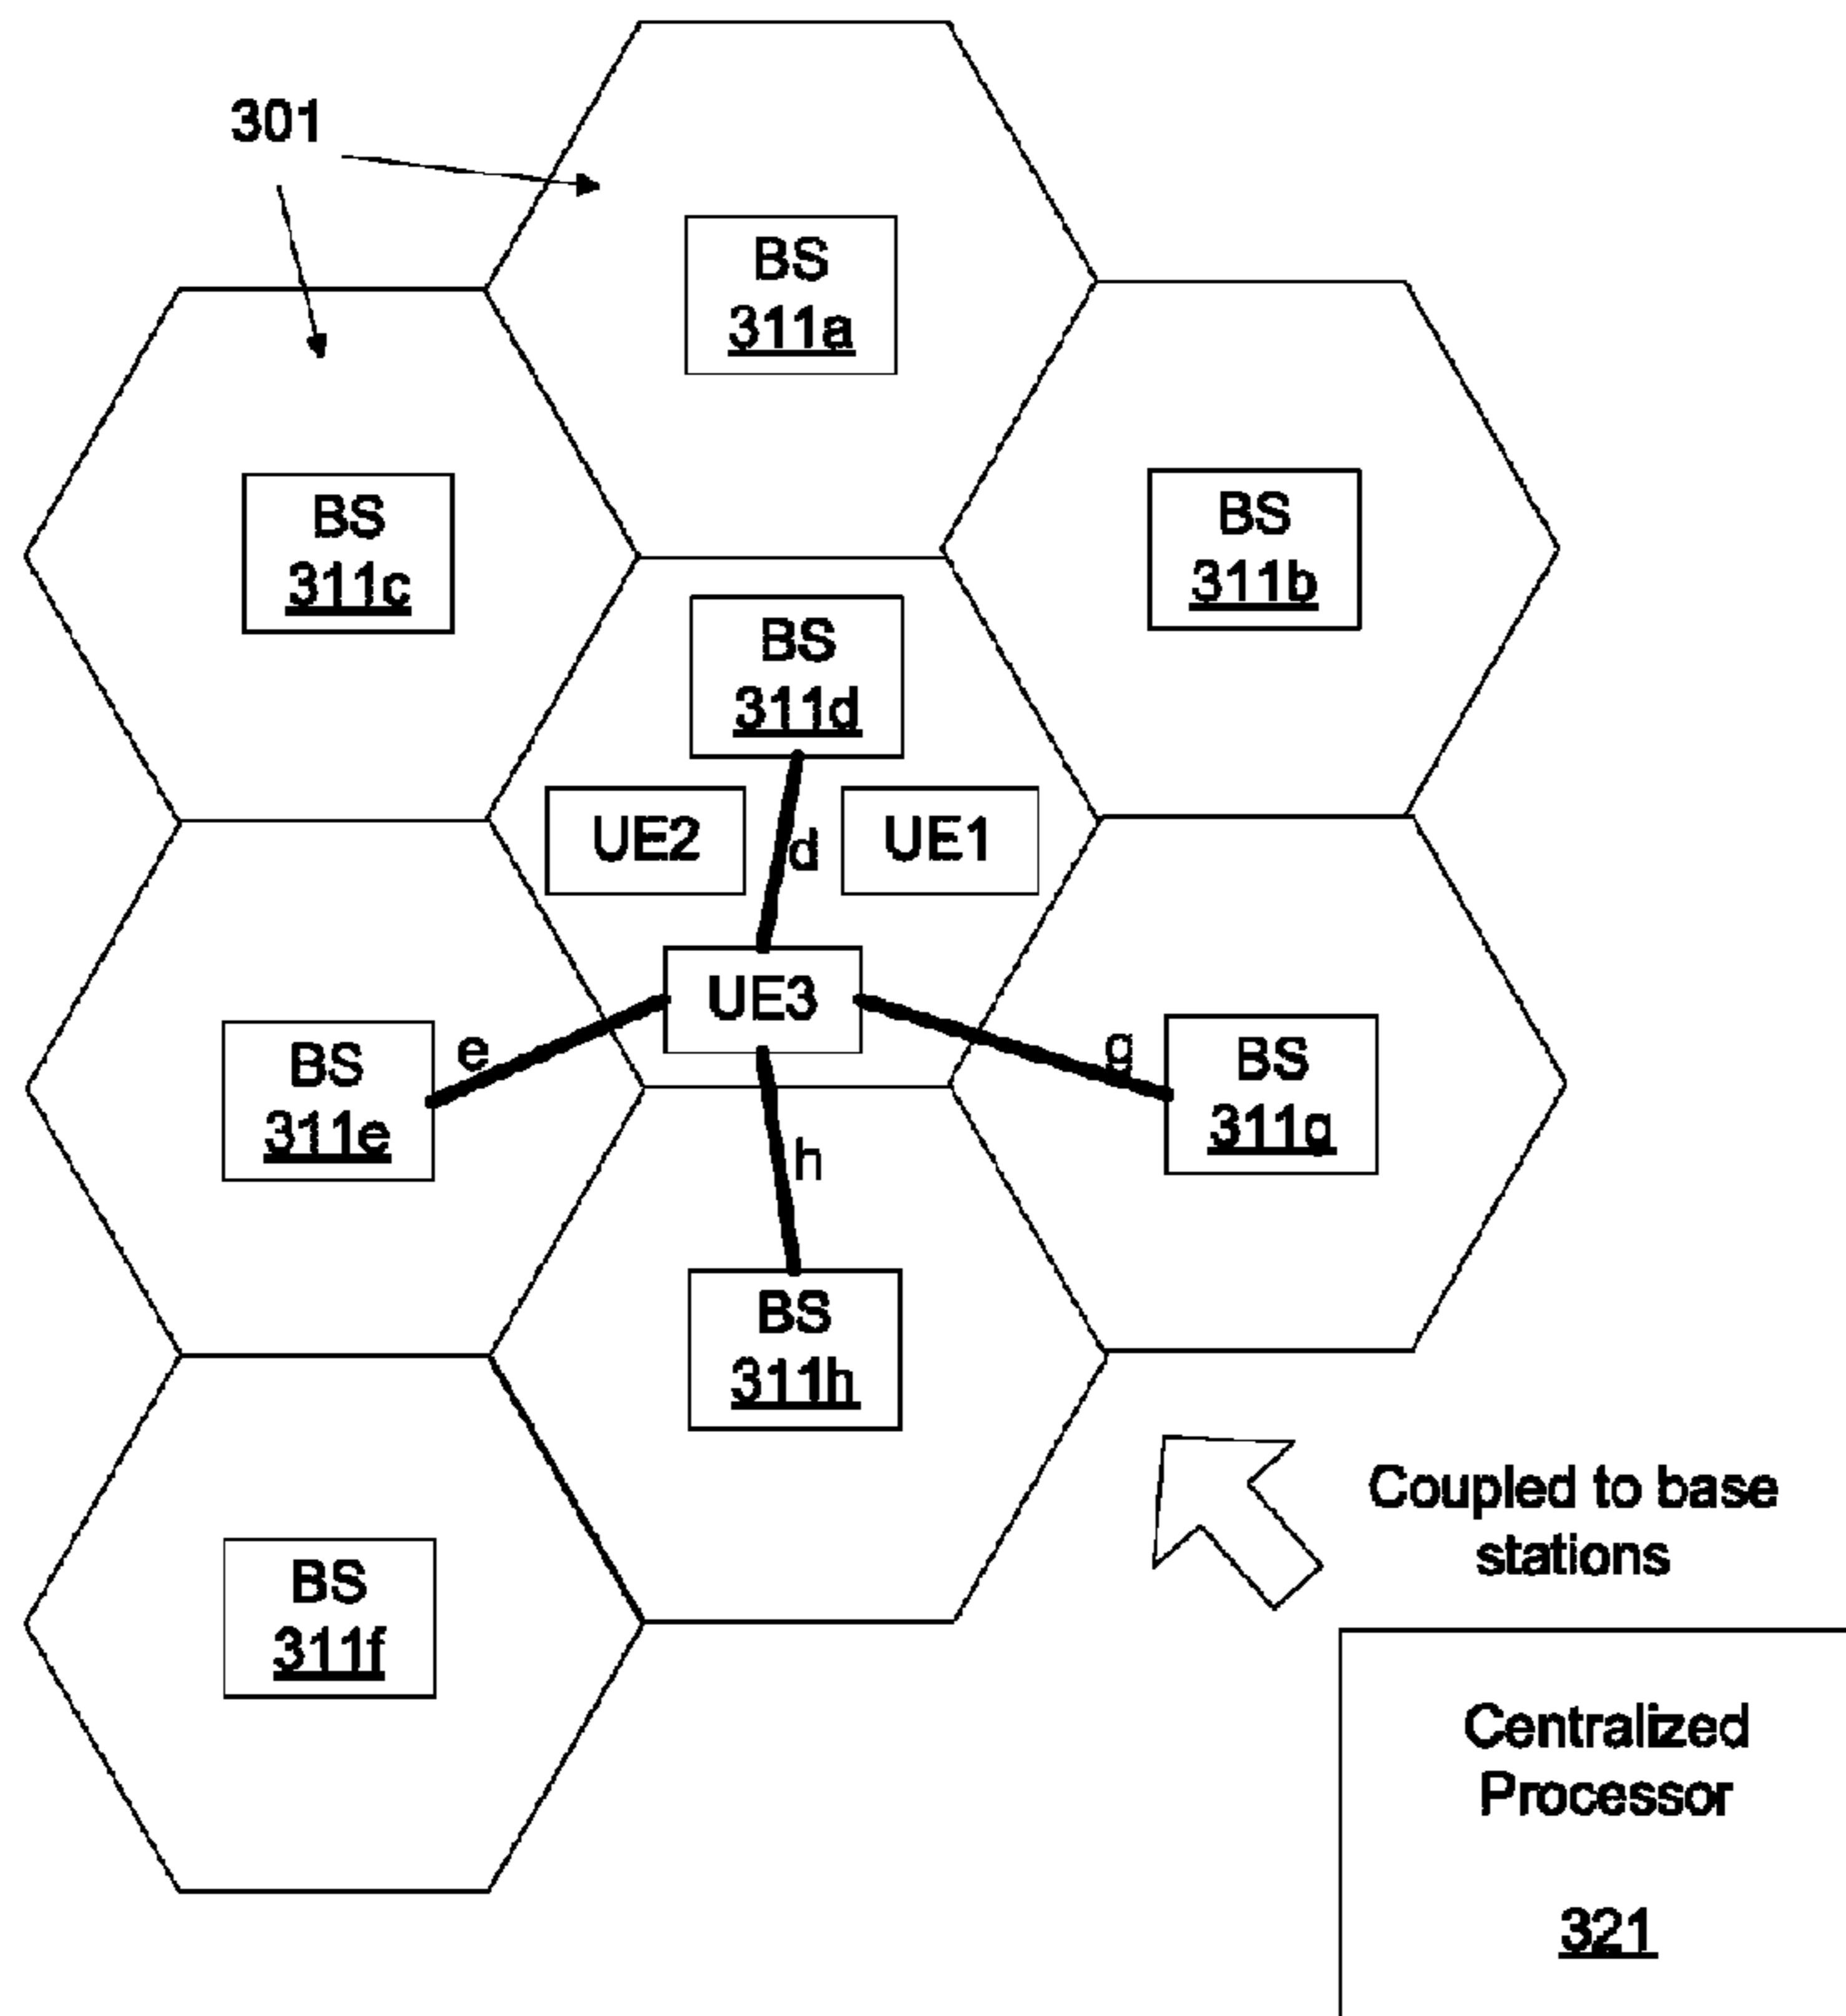 301
BS
311a
BS
311c
BS
311b
BS
311d
UE2
d
UE1
UE3
e
g
BS
311e
BS
311g
h
BS
311h
Coupled to base
stations
BS
311f
Centralized
Processor
321